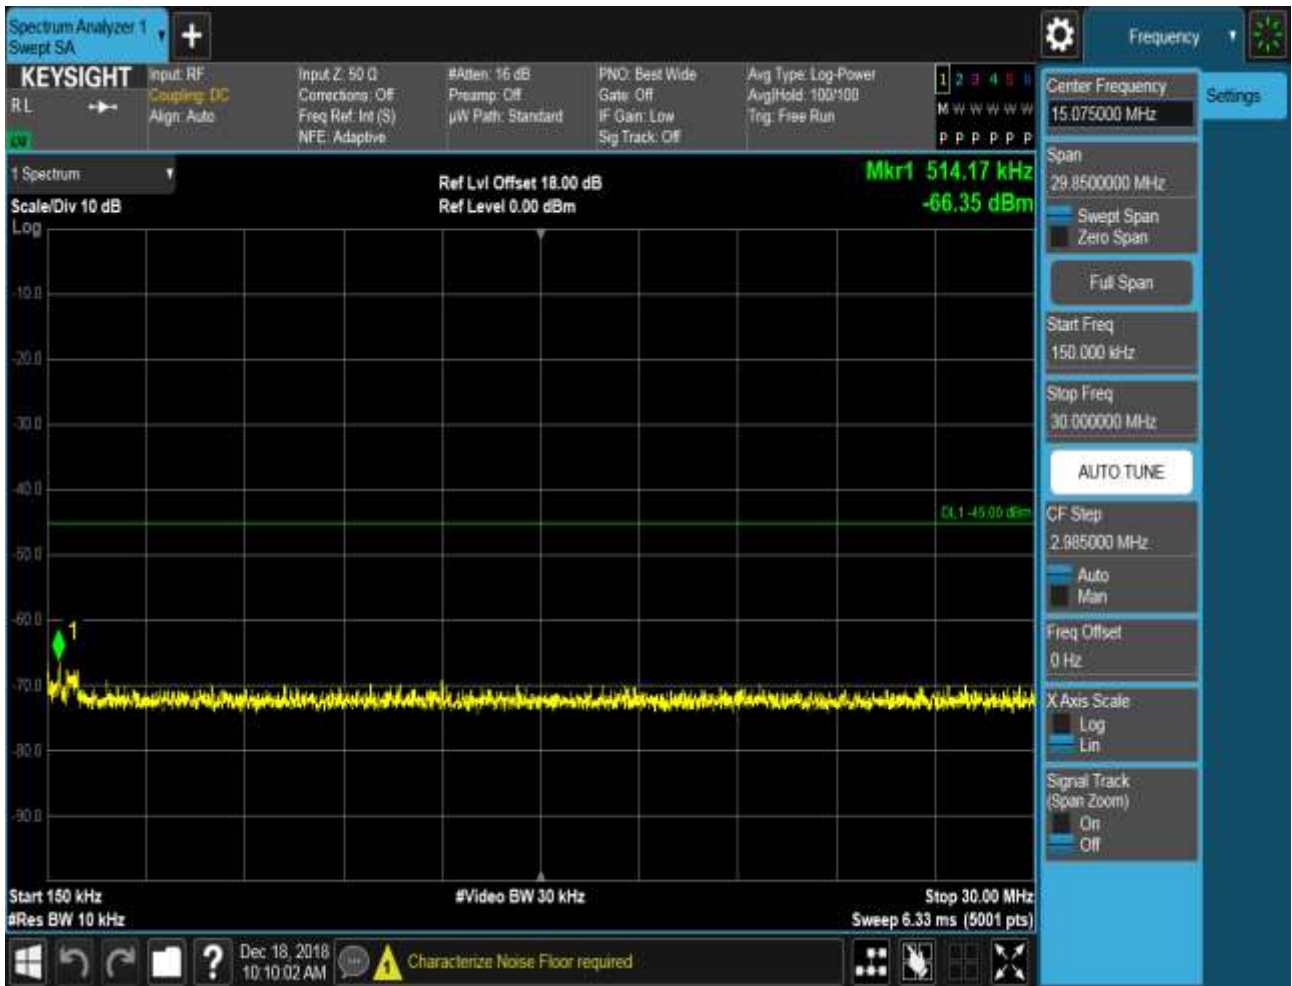 Spectrum Analyzer 1
Swept SA
+
Frequency
KEYSIGHT
RL
Input: RF
Coupling: DC
Align: Auto
Input Z: 50 Ω
Corrections: Off
Freq Ref: Int (S)
NFE: Adaptive
#Atten: 16 dB
Preamp: Off
µW Path: Standard
PNO: Best Wide
Gate: Off
IF Gain: Low
Sig Track: Off
Avg Type: Log-Power
Avg|Hold: 100/100
Trig: Free Run
1 2 3 4 5 6
M W W W W W
P P P P P P
1 Spectrum
Scale/Div 10 dB
Ref Lvl Offset 18.00 dB
Ref Level 0.00 dBm
Mkr1 514.17 kHz
-66.35 dBm
Log
-10.0
-20.0
-30.0
-40.0
DL1 -45.00 dBm
-50.0
-60.0
1
-70.0
-80.0
-90.0
Start 150 kHz
#Video BW 30 kHz
Stop 30.00 MHz
#Res BW 10 kHz
Sweep 6.33 ms (5001 pts)
?
Dec 18, 2018
10:10:02 AM
1
Characterize Noise Floor required
Center Frequency
15.075000 MHz
Settings
Span
29.8500000 MHz
Swept Span
Zero Span
Full Span
Start Freq
150.000 kHz
Stop Freq
30.000000 MHz
AUTO TUNE
CF Step
2.985000 MHz
Auto
Man
Freq Offset
0 Hz
X Axis Scale
Log
Lin
Signal Track
(Span Zoom)
On
Off